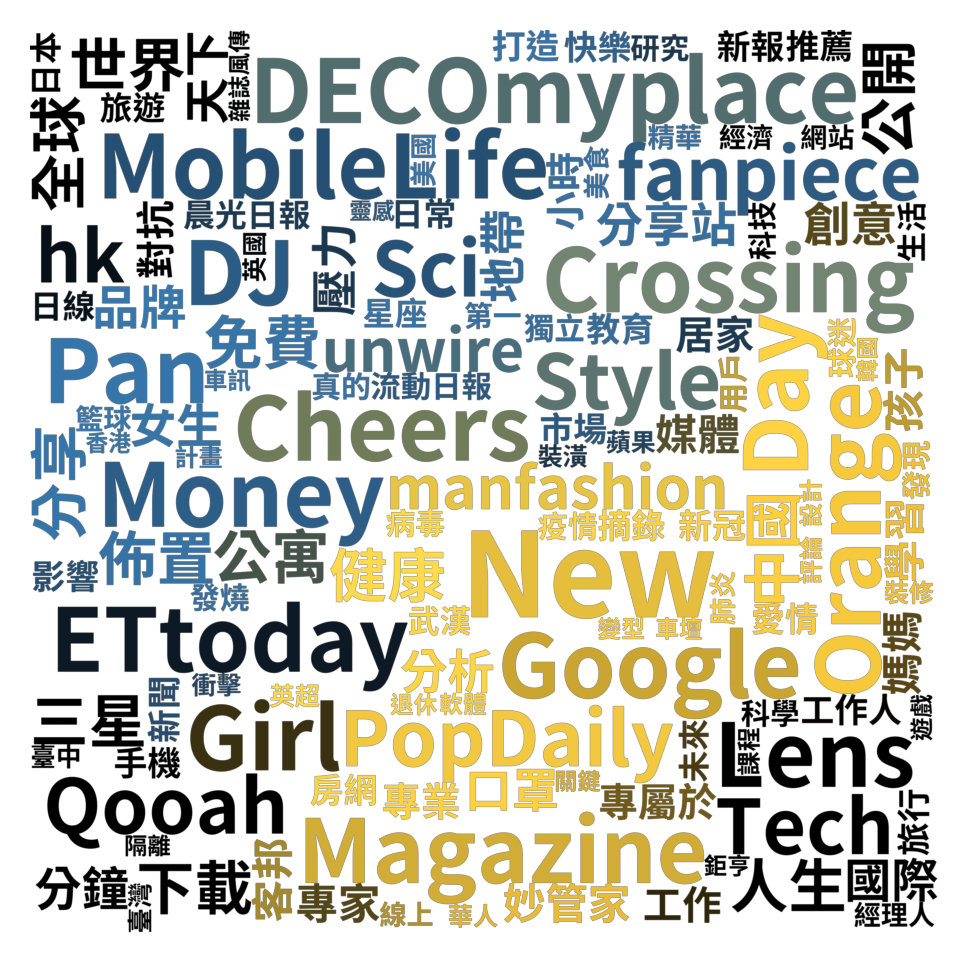 日本
世界
天下
雜誌
風傳
打造
快樂
研究
新報
推薦
公開
旅遊
全球
DECOmyplace
MobileLife
美國
小時
美食
精華
經濟
網站
fanpiece
晨光日報
靈感
日常
分享站
科技
創意
生活
對抗
hk
DJ
英國
壓力
Sci
地帶
Crossing
日線
品牌
免費
星座
第一
獨立教育
居家
球迷
韓國
Pan
車訊
unwire
真的
流動日報
Style
用戶
Day
orange
孩子
籃球
香港
女生
計畫
Cheers
市場
蘋果
媒體
裝潢
分享
Money
manfashion
病毒
疫情
摘錄
新冠
中國
設計
評論
學習
發現
裝修
影響
佈置
公寓
健康
New
發燒
武漢
肺炎
愛情
變型
車壇
ETtoday
分析
Google
媽媽
衝擊
英超
退休
軟體
三星
新聞
臺中
手機
Girl
PopDaily
未來
科學
工作人
遊戲
課程
Lens
Qooah
房網
專業
口罩
關鍵
專屬於
Tech
旅行
隔離
Magazine
鉅亨
分鐘
臺灣
下載
客邦
專家
線上
華人
妙管家
工作
人生
國際
經理人